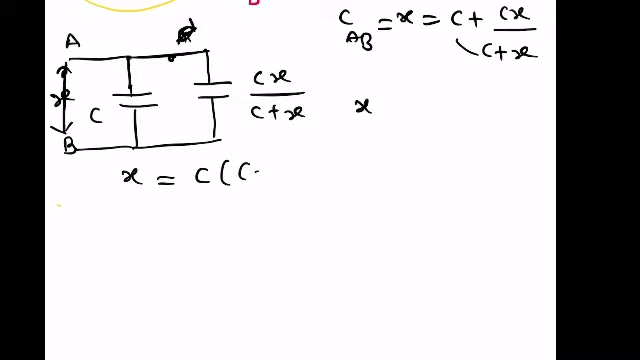 C_AB = x = C + Cx/(C+x)
A
x
C
Cx/(C+x)
x
B
x = C(C